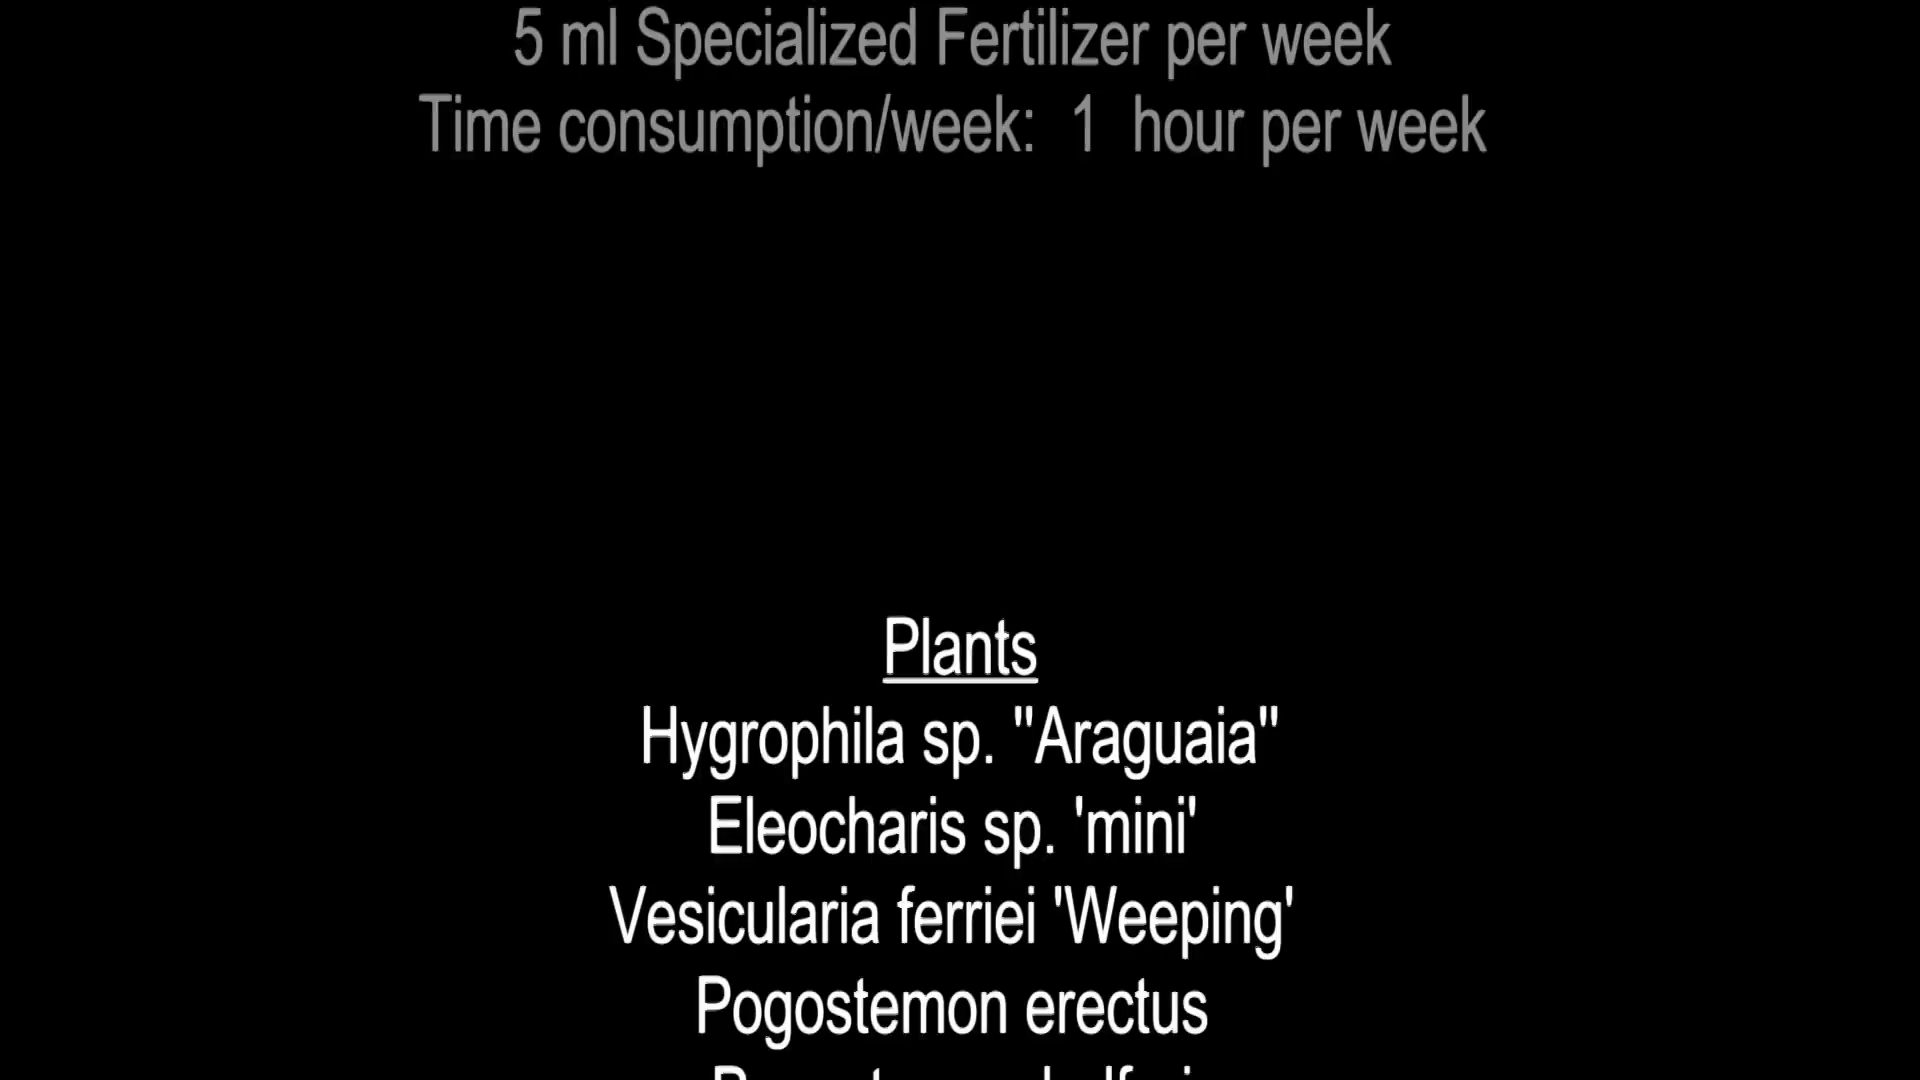 5 ml Specialized Fertilizer per week
Time consumption/week: 1 hour per week
Plants
Hygrophila sp. "Araguaia"
Eleocharis sp. 'mini'
Vesicularia ferriei 'Weeping'
Pogostemon erectus